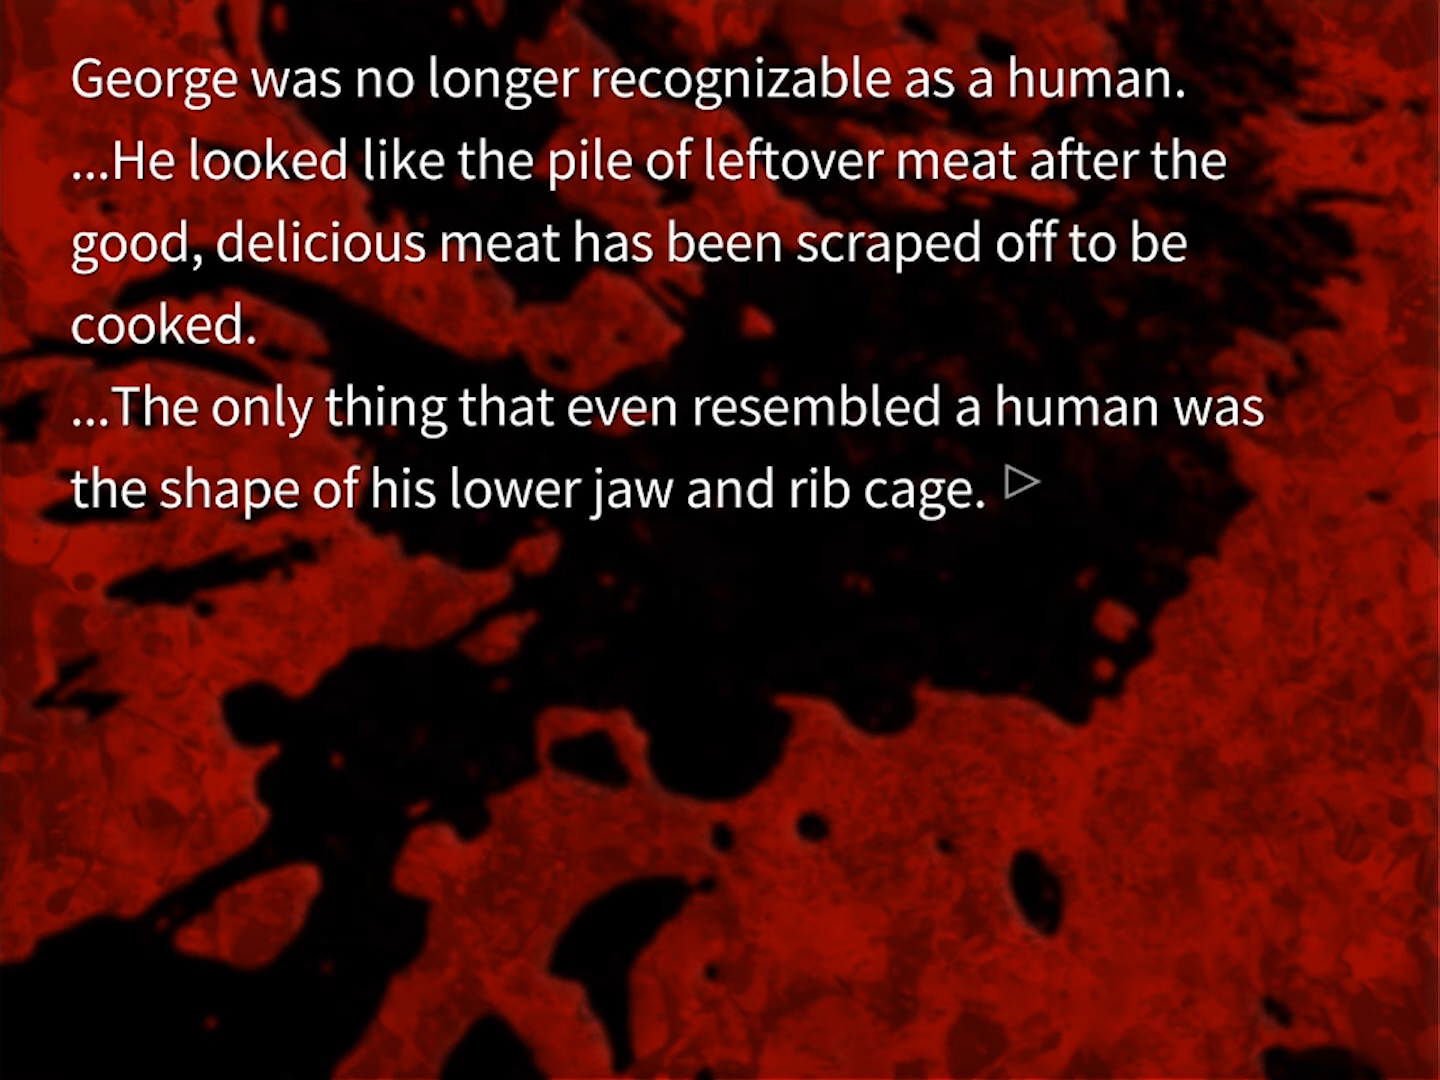 George was no longer recognizable as a human.
...He looked like the pile of leftover meat after the
good, delicious meat has been scraped off to be
cooked.
...The only thing that even resembled a human was
the shape of his lower jaw and rib cage.